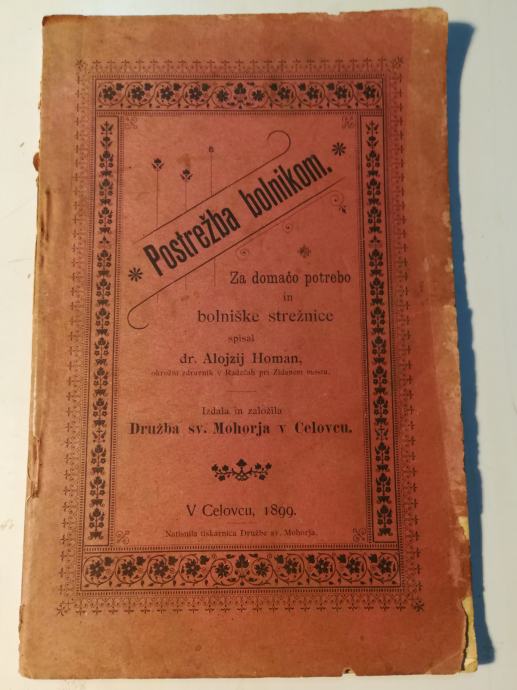 Postrežba bolnikom.
Za domačo potrebo
in
bolniške strežnice
spisal
dr. Alojzij Homan,
okrožni zdravnik v Radečah pri Zidanem mostu.
Izdala in založila
Družba sv. Mohorja v Celovcu.
V Celovcu, 1899.
Natisnila tiskarnica Družbe sv. Mohorja.